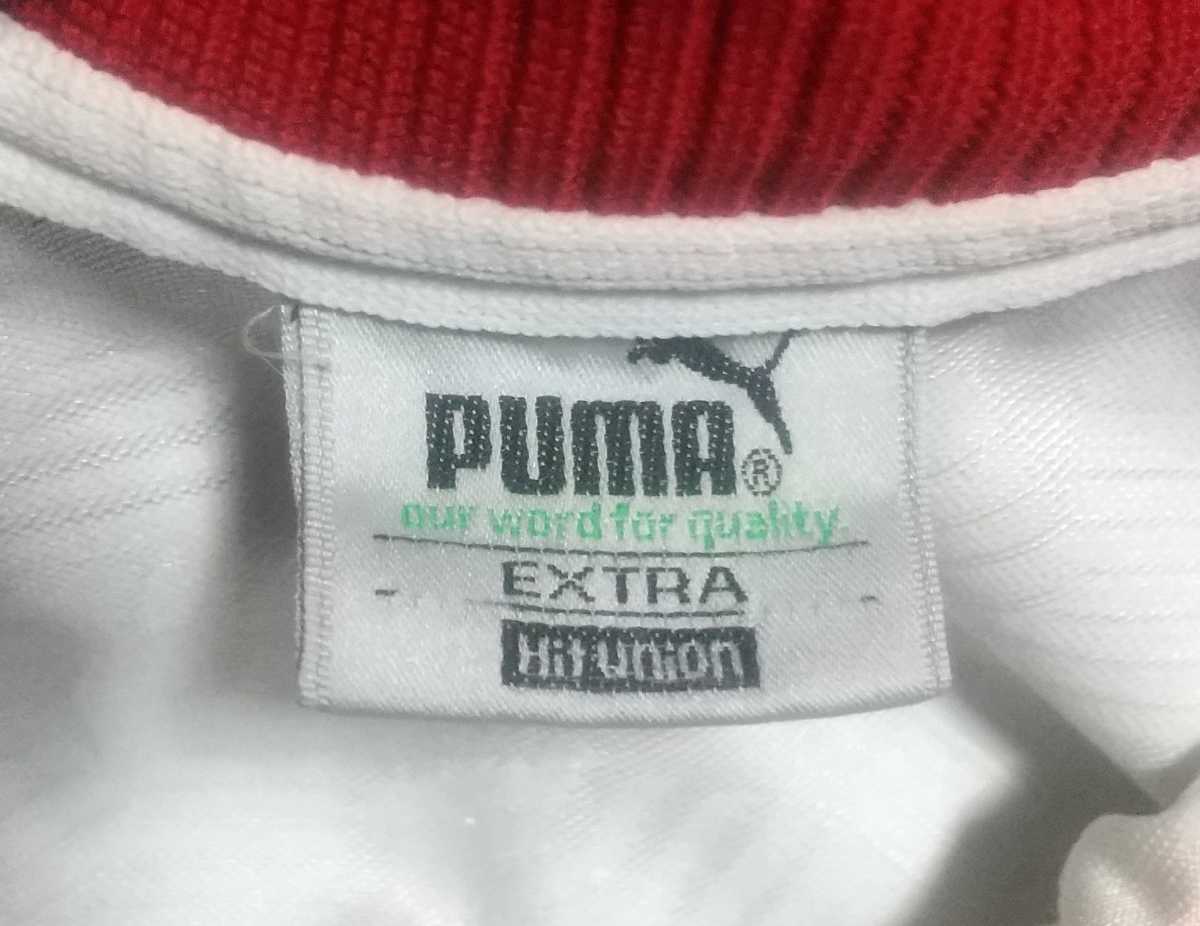 PUMA®
our word for quality
EXTRA
Hit union